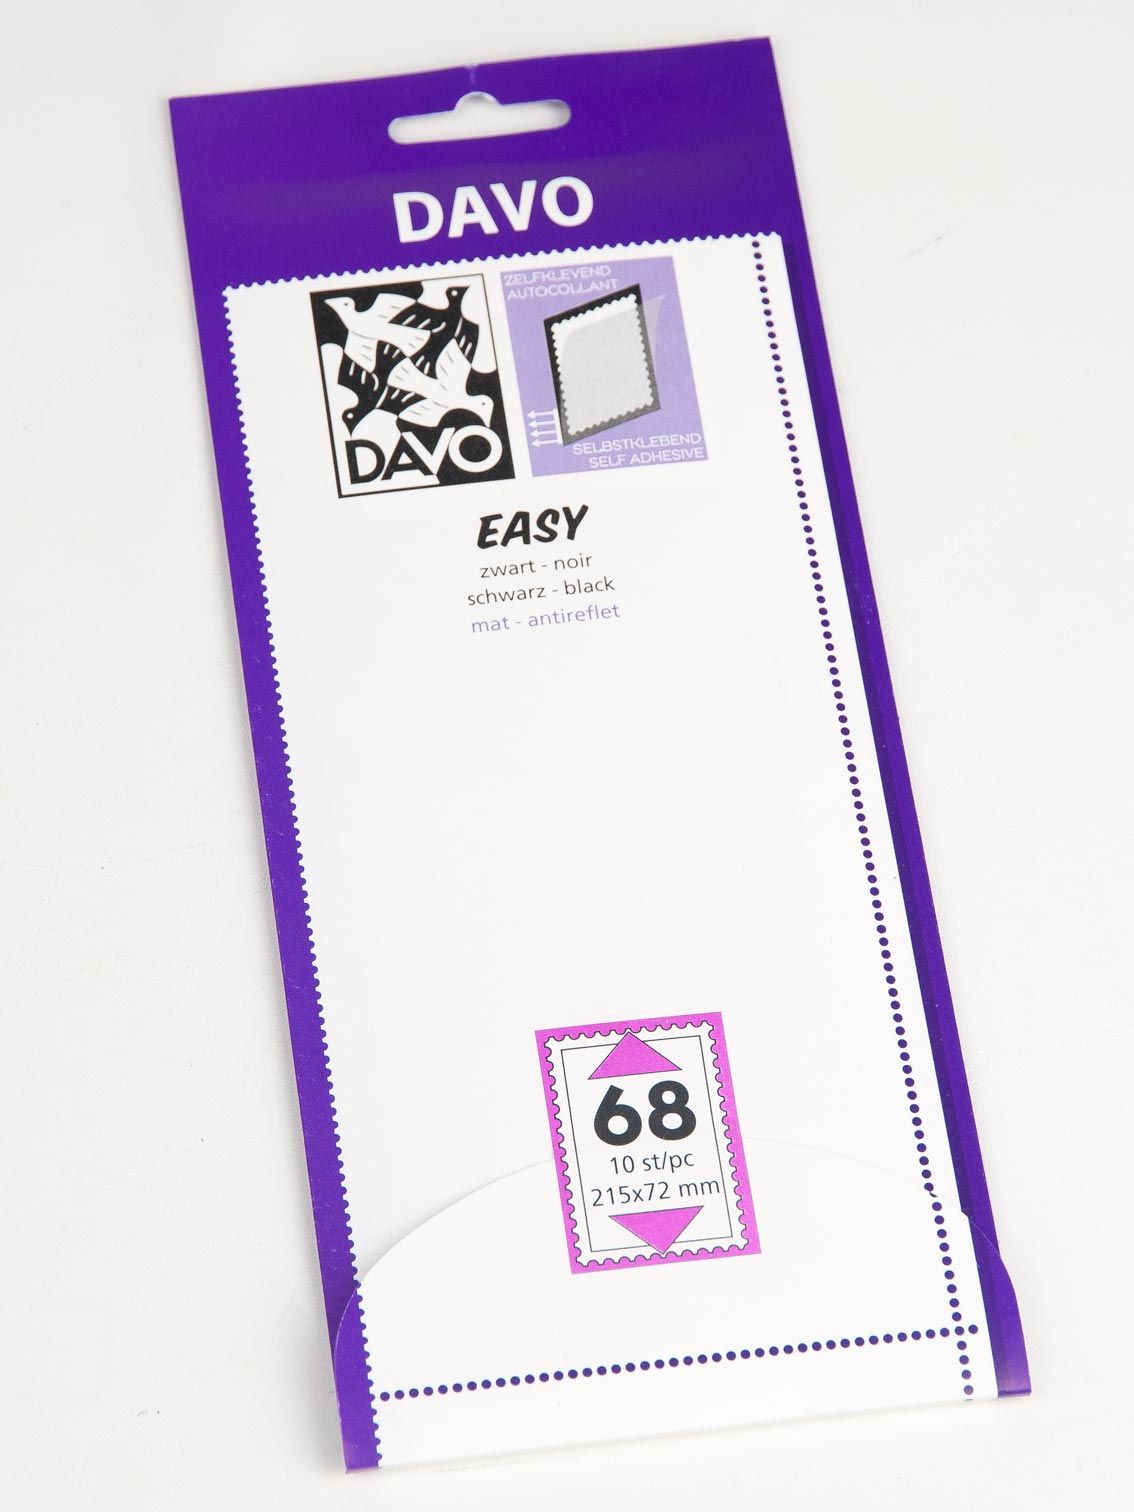 DAVO
DAVO
ZELFKLEVEND
AUTOCOLLANT
SELBSTKLEBEND
SELF ADHESIVE
EASY
zwart - noir
schwarz - black
mat - antireflet
68
10 st/pc
215x72 mm